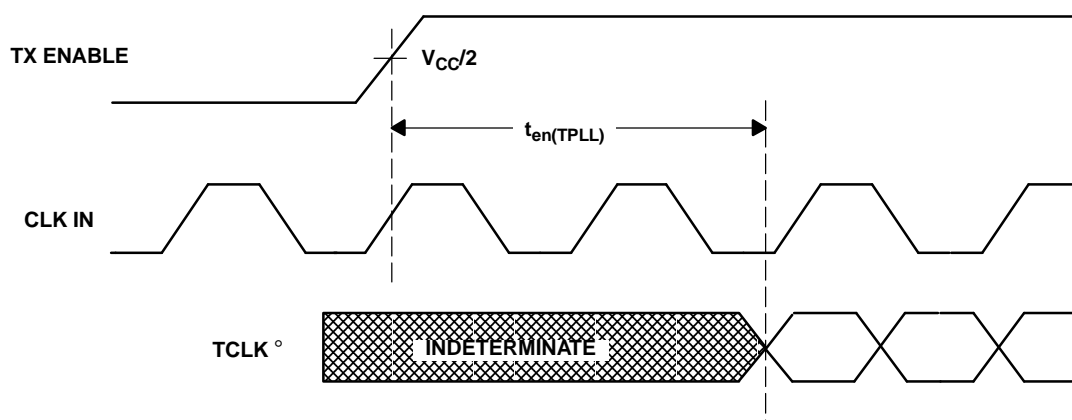 TX ENABLE
VCC/2
ten(TPLL)
CLK IN
TCLK °
INDETERMINATE